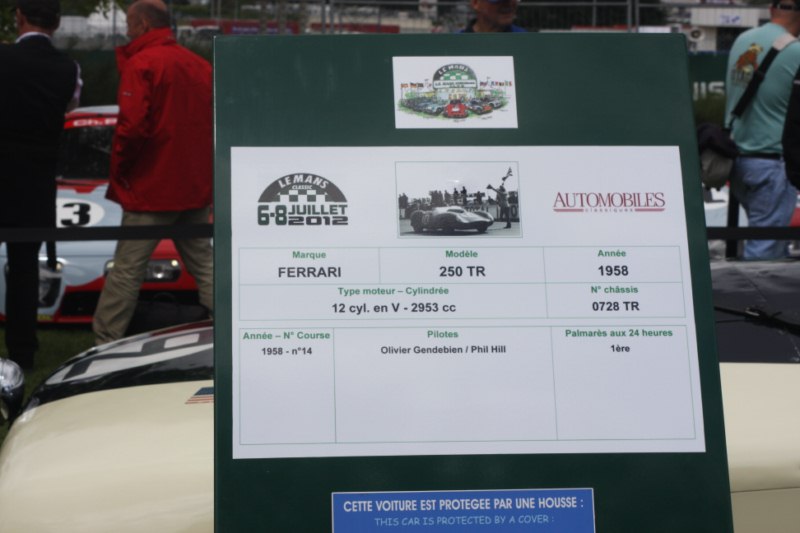 LE MANS
CLASSIC
6-8 JUILLET
2012
AUTOMOBILES
CLASSIQUES
Marque
FERRARI
Modèle
250 TR
Année
1958
Type moteur – Cylindrée
12 cyl. en V - 2953 cc
N° châssis
0728 TR
Année – N° Course
1958 - n°14
Pilotes
Olivier Gendebien / Phil Hill
Palmarès aux 24 heures
1ère
CETTE VOITURE EST PROTEGEE PAR UNE HOUSSE :
THIS CAR IS PROTECTED BY A COVER :
3